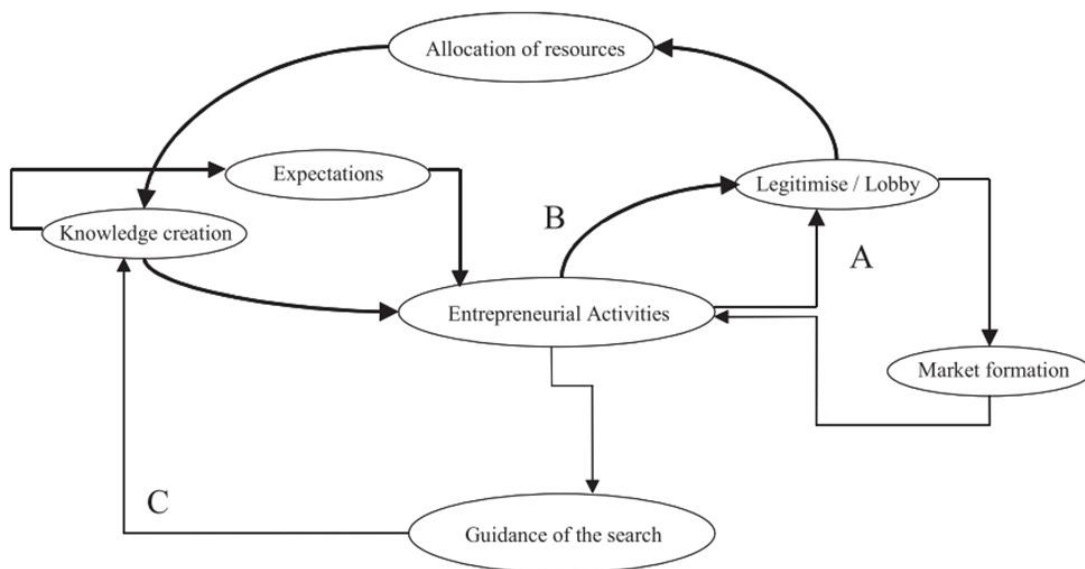 Allocation of resources
Expectations
Legitimise / Lobby
B
Knowledge creation
A
Entrepreneurial Activities
Market formation
C
Guidance of the search